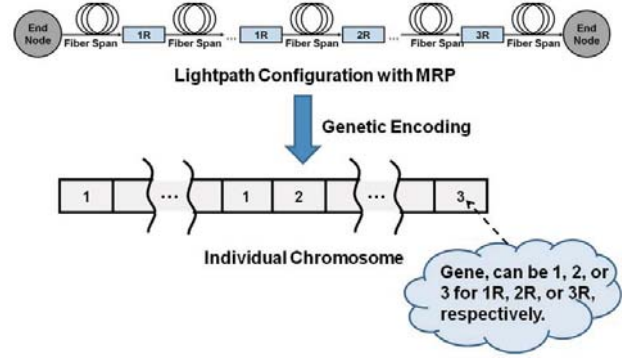 End Node
1R
...
1R
2R
...
3R
End Node
Fiber Span
Fiber Span
Fiber Span
Fiber Span
Fiber Span
Lightpath Configuration with MRP
Genetic Encoding
1
...
1
2
...
3
Individual Chromosome
Gene, can be 1, 2, or
3 for 1R, 2R, or 3R,
respectively.